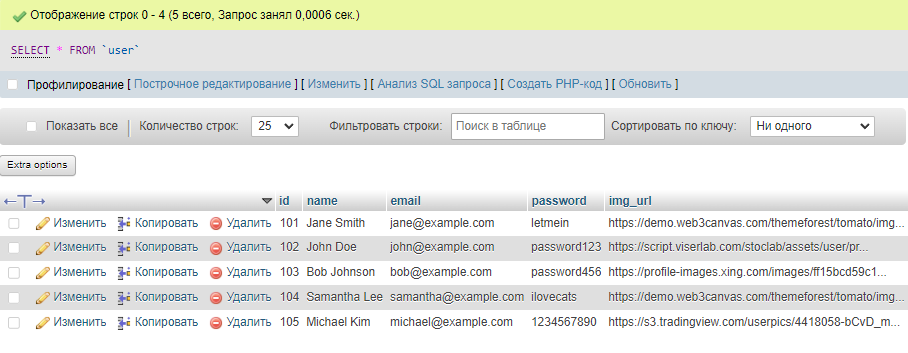 Отображение строк 0 - 4 (5 всего, Запрос занял 0,0006 сек.)
SELECT * FROM `user`
Профилирование [ Построчное редактирование ] [ Изменить ] [ Анализ SQL запроса ] [ Создать PHP-код ] [ Обновить ]
Показать все | Количество строк: 25 Фильтровать строки: Поиск в таблице Сортировать по ключу: Ни одного
Extra options
←T→ id name email password img_url
Изменить Копировать Удалить 101 Jane Smith jane@example.com letmein https://demo.web3canvas.com/themeforest/tomato/img...
Изменить Копировать Удалить 102 John Doe john@example.com password123 https://script.viserlab.com/stoclab/assets/user/pr...
Изменить Копировать Удалить 103 Bob Johnson bob@example.com password456 https://profile-images.xing.com/images/ff15bcd59c1...
Изменить Копировать Удалить 104 Samantha Lee samantha@example.com ilovecats https://demo.web3canvas.com/themeforest/tomato/img...
Изменить Копировать Удалить 105 Michael Kim michael@example.com 1234567890 https://s3.tradingview.com/userpics/4418058-bCvD_m...